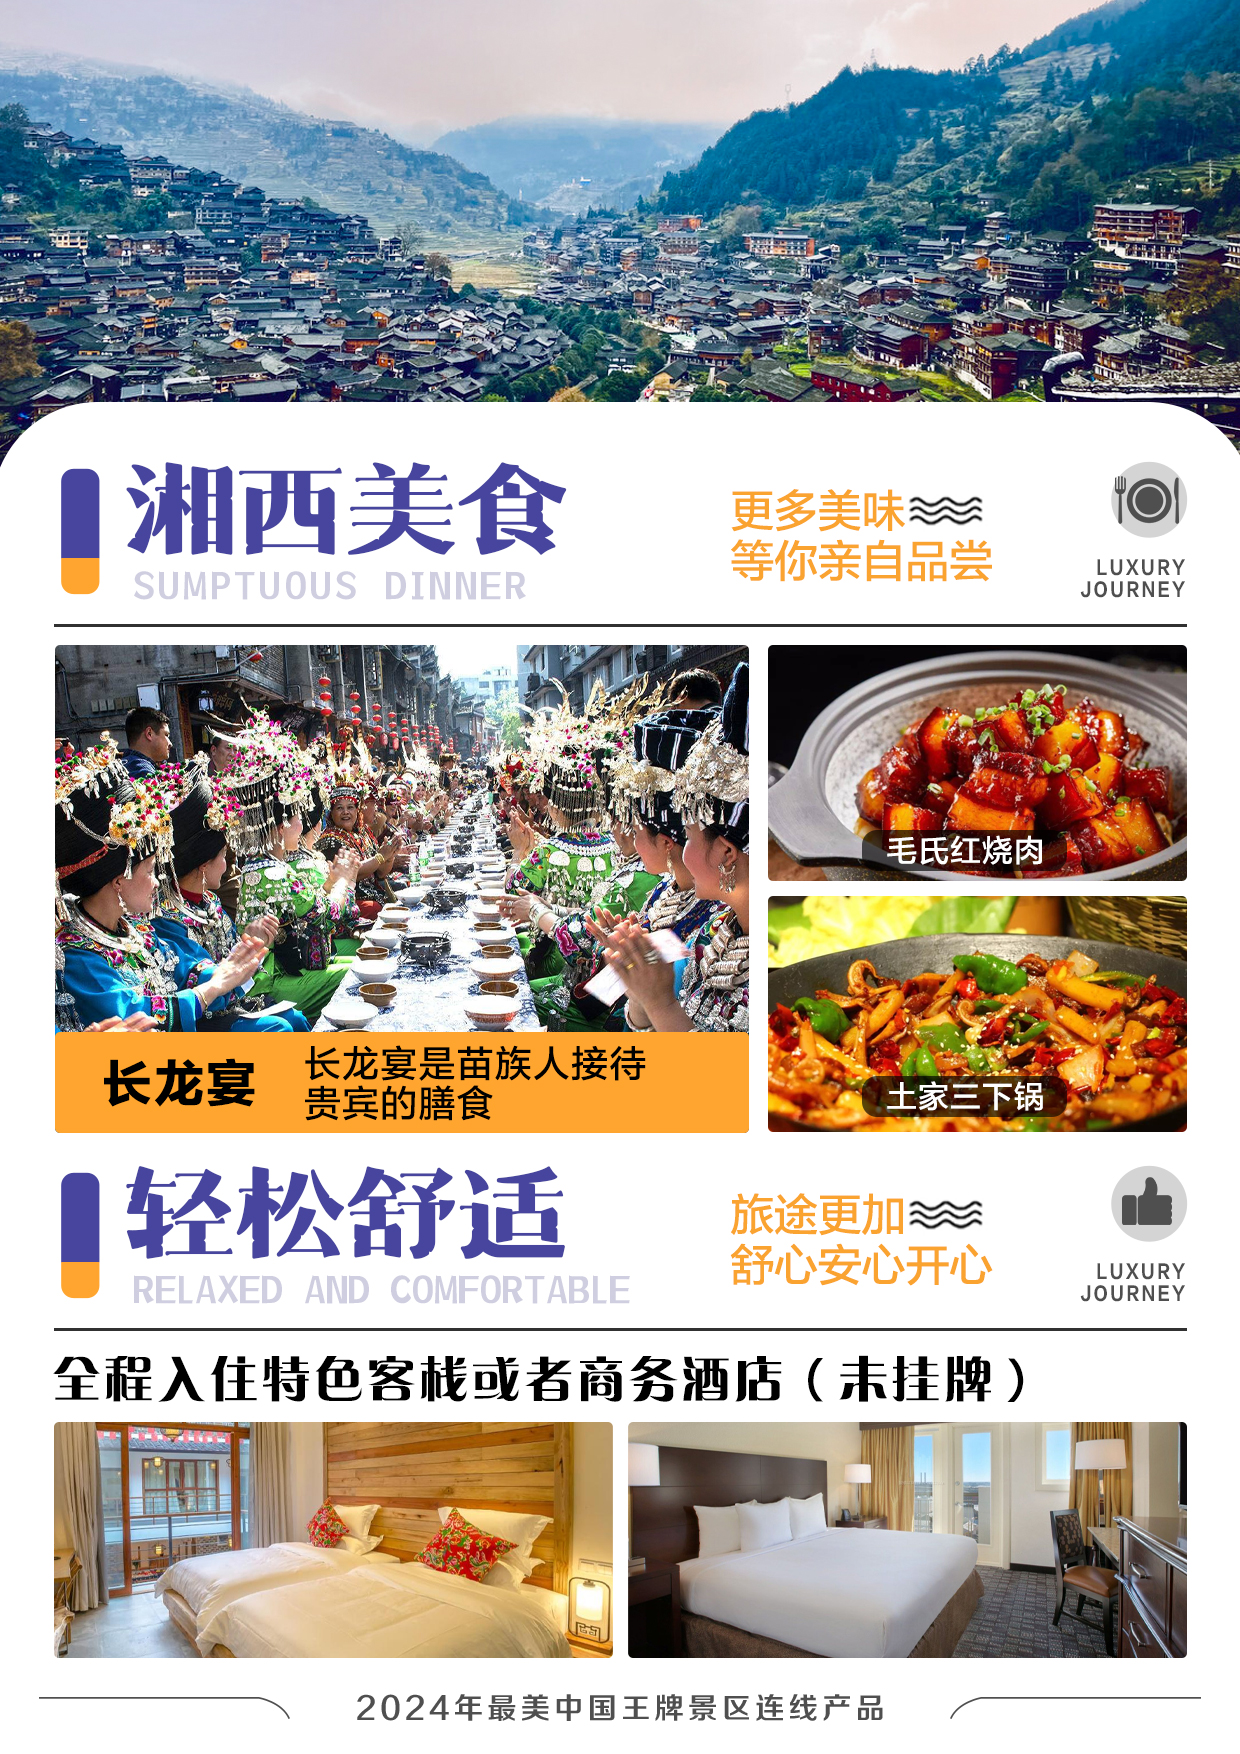 湘西美食
SUMPTUOUS DINNER
更多美味
等你亲自品尝
LUXURY
JOURNEY
毛氏红烧肉
土家三下锅
长龙宴
长龙宴是苗族人接待
贵宾的膳食
轻松舒适
RELAXED AND COMFORTABLE
旅途更加
舒心安心开心
LUXURY
JOURNEY
全程入住特色客栈或者商务酒店（未挂牌）
2024年最美中国王牌景区连线产品